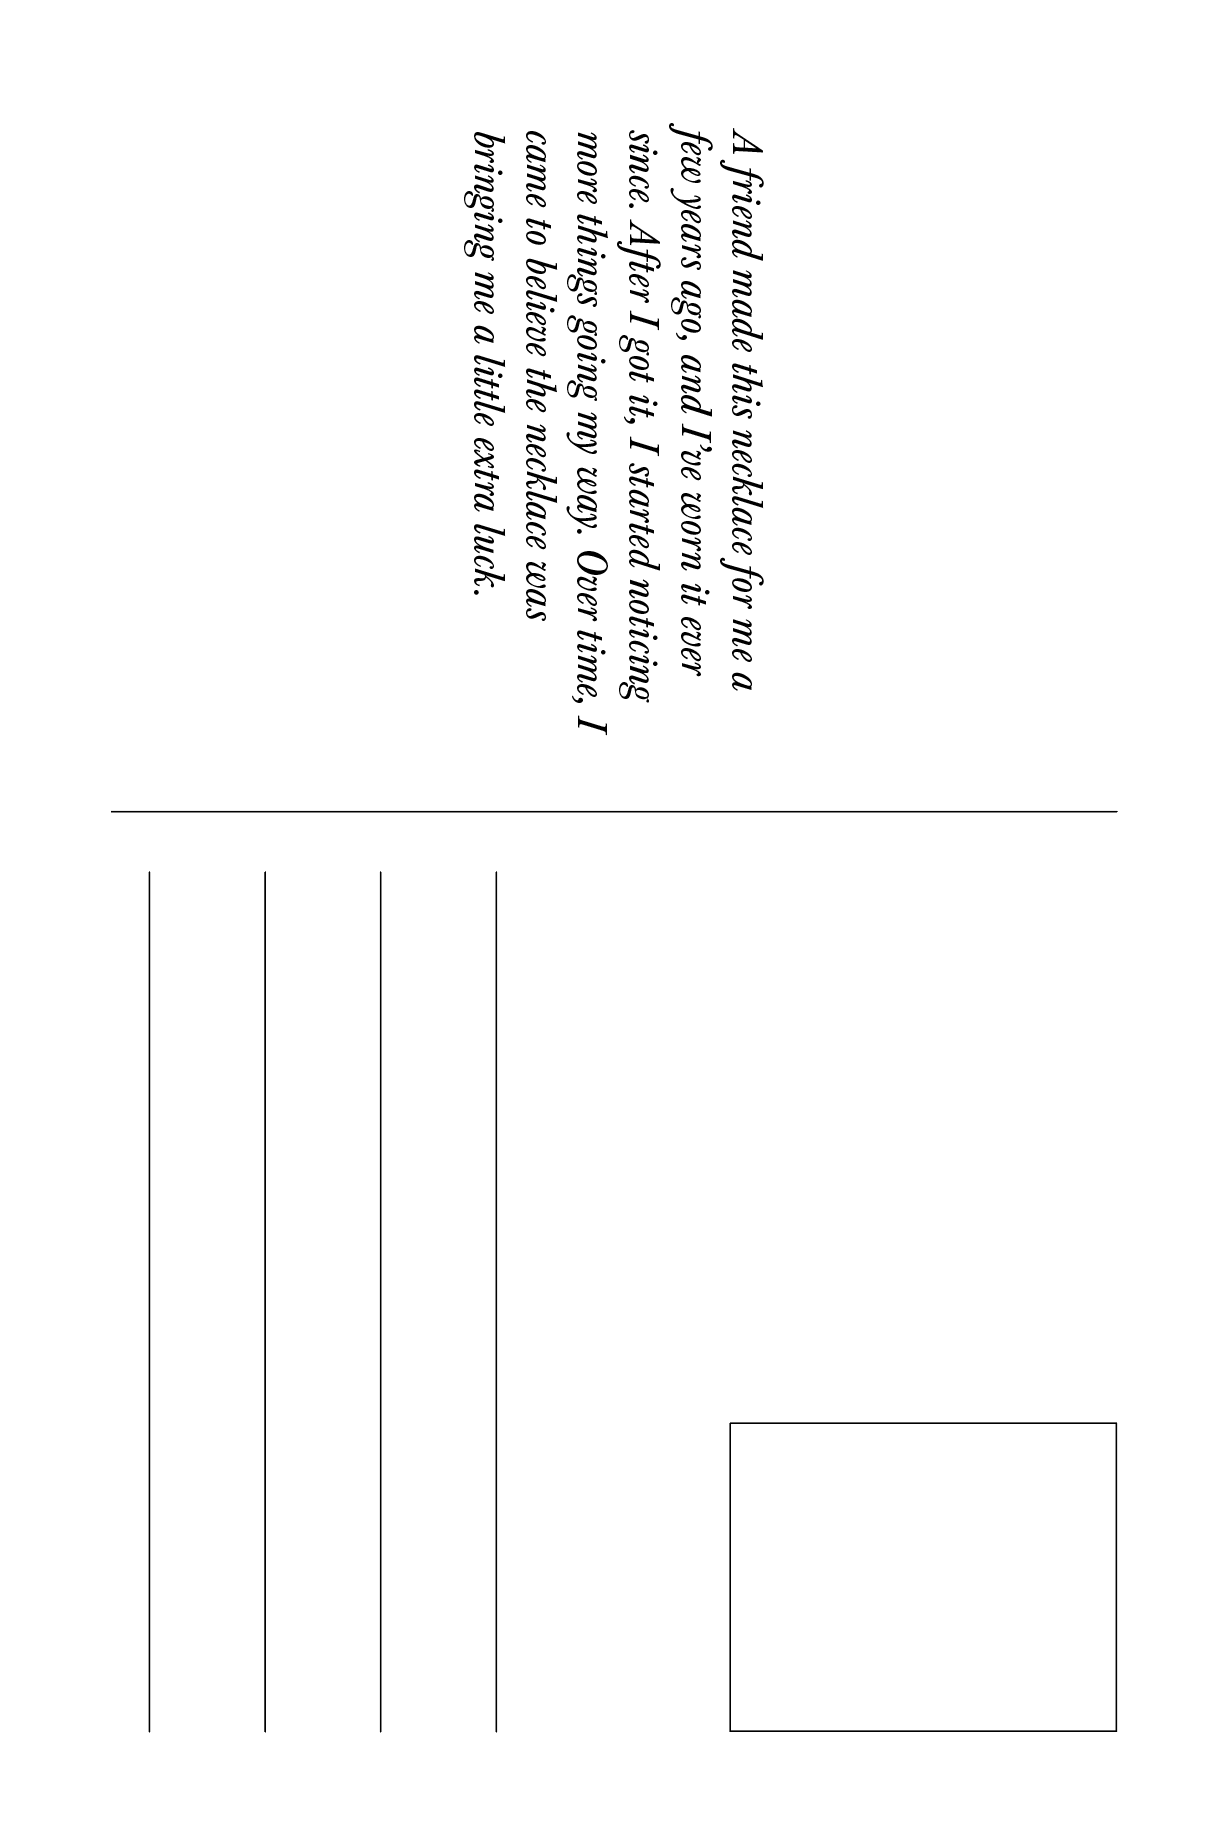 A friend made this necklace for me a
few years ago, and I’ve worn it ever
since. After I got it, I started noticing
more things going my way. Over time, I
came to believe the necklace was
bringing me a little extra luck.